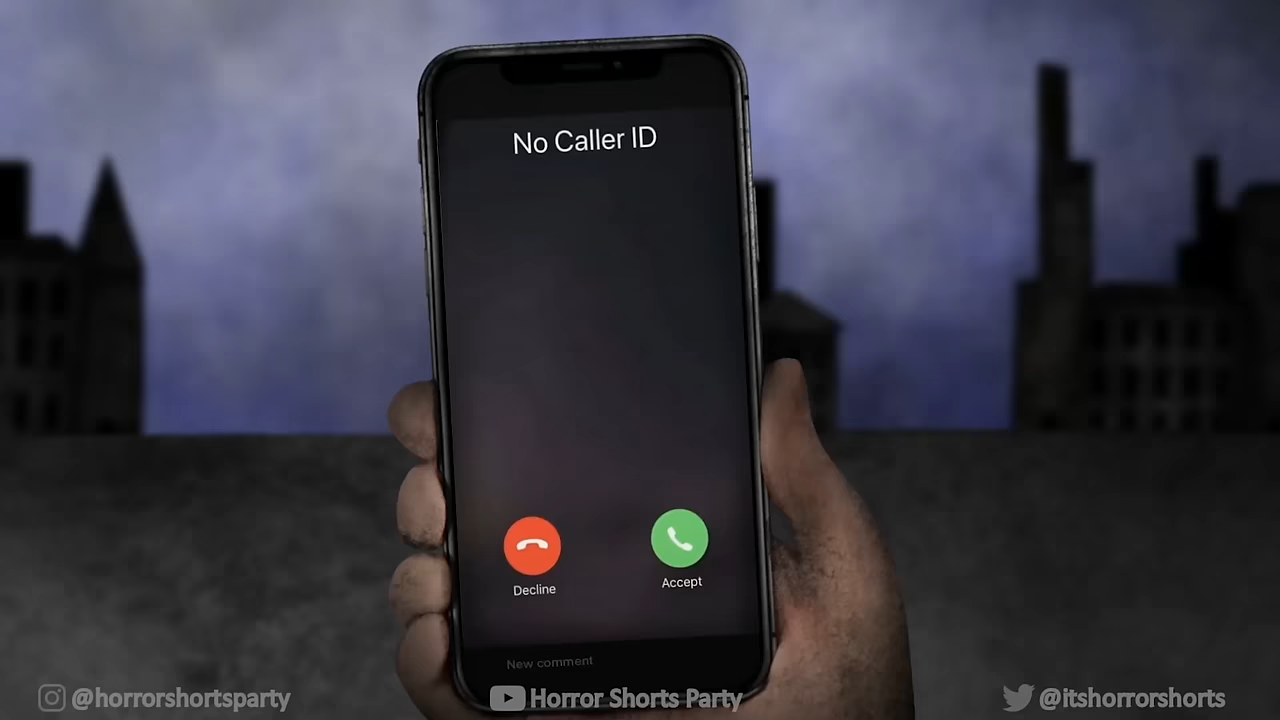 No Caller ID
Decline
Accept
New comment
@horrorshortsparty
Horror Shorts Party
@itshorrorshorts